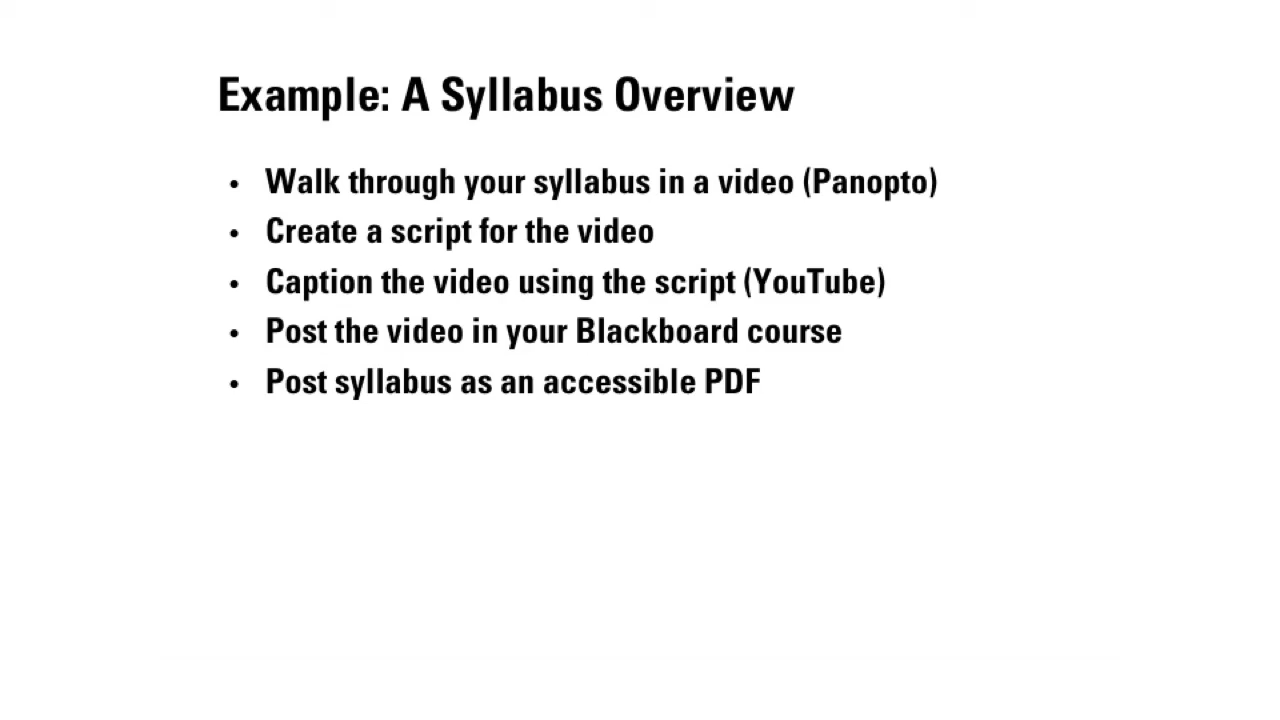 Example: A Syllabus Overview
• Walk through your syllabus in a video (Panopto)
• Create a script for the video
• Caption the video using the script (YouTube)
• Post the video in your Blackboard course
• Post syllabus as an accessible PDF